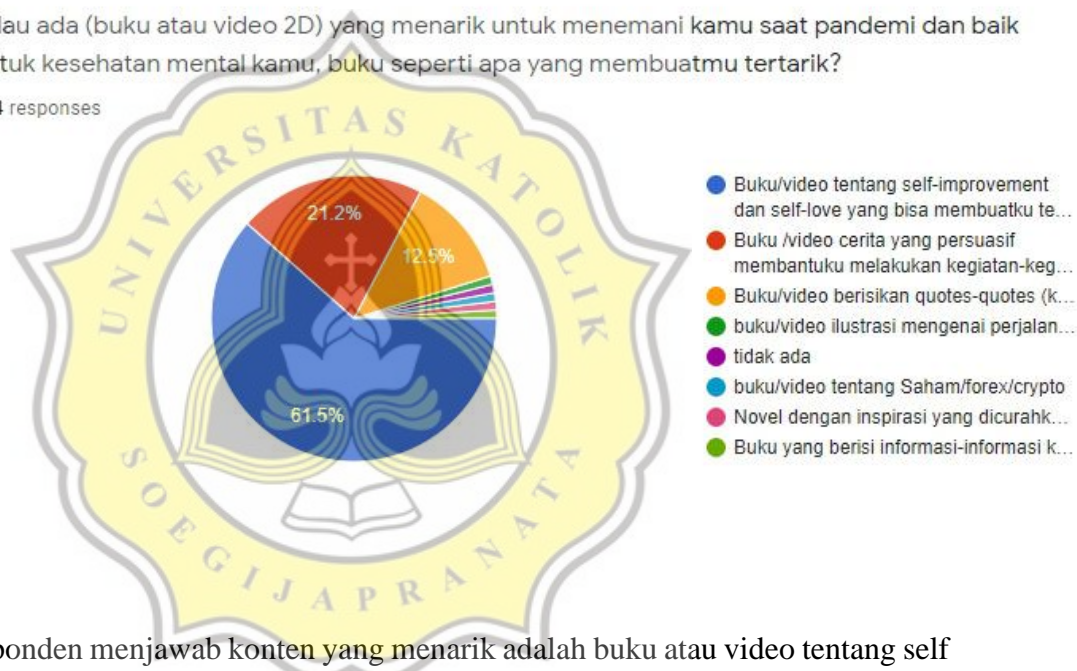 lau ada (buku atau video 2D) yang menarik untuk menemani kamu saat pandemi dan baik
tuk kesehatan mental kamu, buku seperti apa yang membuatmu tertarik?
responses
UNIVERSITAS KATOLIK
SOEGIJAPRANATA
21.2%
12.5%
61.5%
Buku/video tentang self-improvement
dan self-love yang bisa membuatku te...
Buku /video cerita yang persuasif
membantuku melakukan kegiatan-keg...
Buku/video berisikan quotes-quotes (k...
buku/video ilustrasi mengenai perjalan...
tidak ada
buku/video tentang Saham/forex/crypto
Novel dengan inspirasi yang dicurahk...
Buku yang berisi informasi-informasi k...
ponden menjawab konten yang menarik adalah buku atau video tentang self